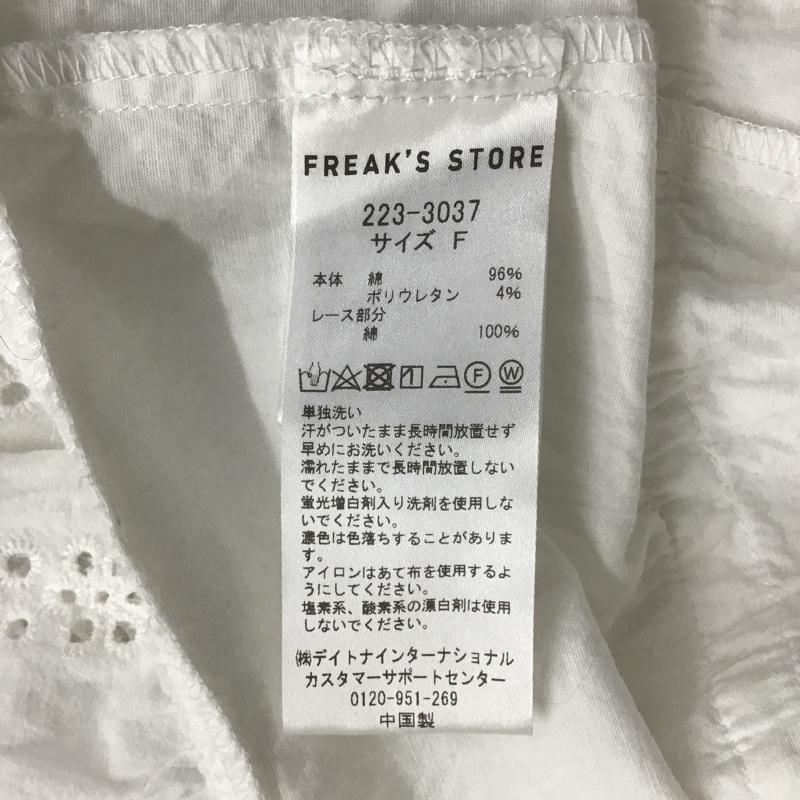 FREAK'S STORE
223-3037
サイズ F
本体 綿 96%
ポリウレタン 4%
レース部分
綿 100%
F W
単独洗い
汗がついたまま長時間放置せず
早めにお洗いください。
濡れたままで長時間放置しない
でください。
蛍光増白剤入り洗剤を使用しな
いでください。
濃色は色落ちすることがありま
す。
アイロンはあて布を使用するよ
うにしてください。
塩素系、酸素系の漂白剤は使用
しないでください。
㈱デイトナインターナショナル
カスタマーサポートセンター
0120-951-269
中国製